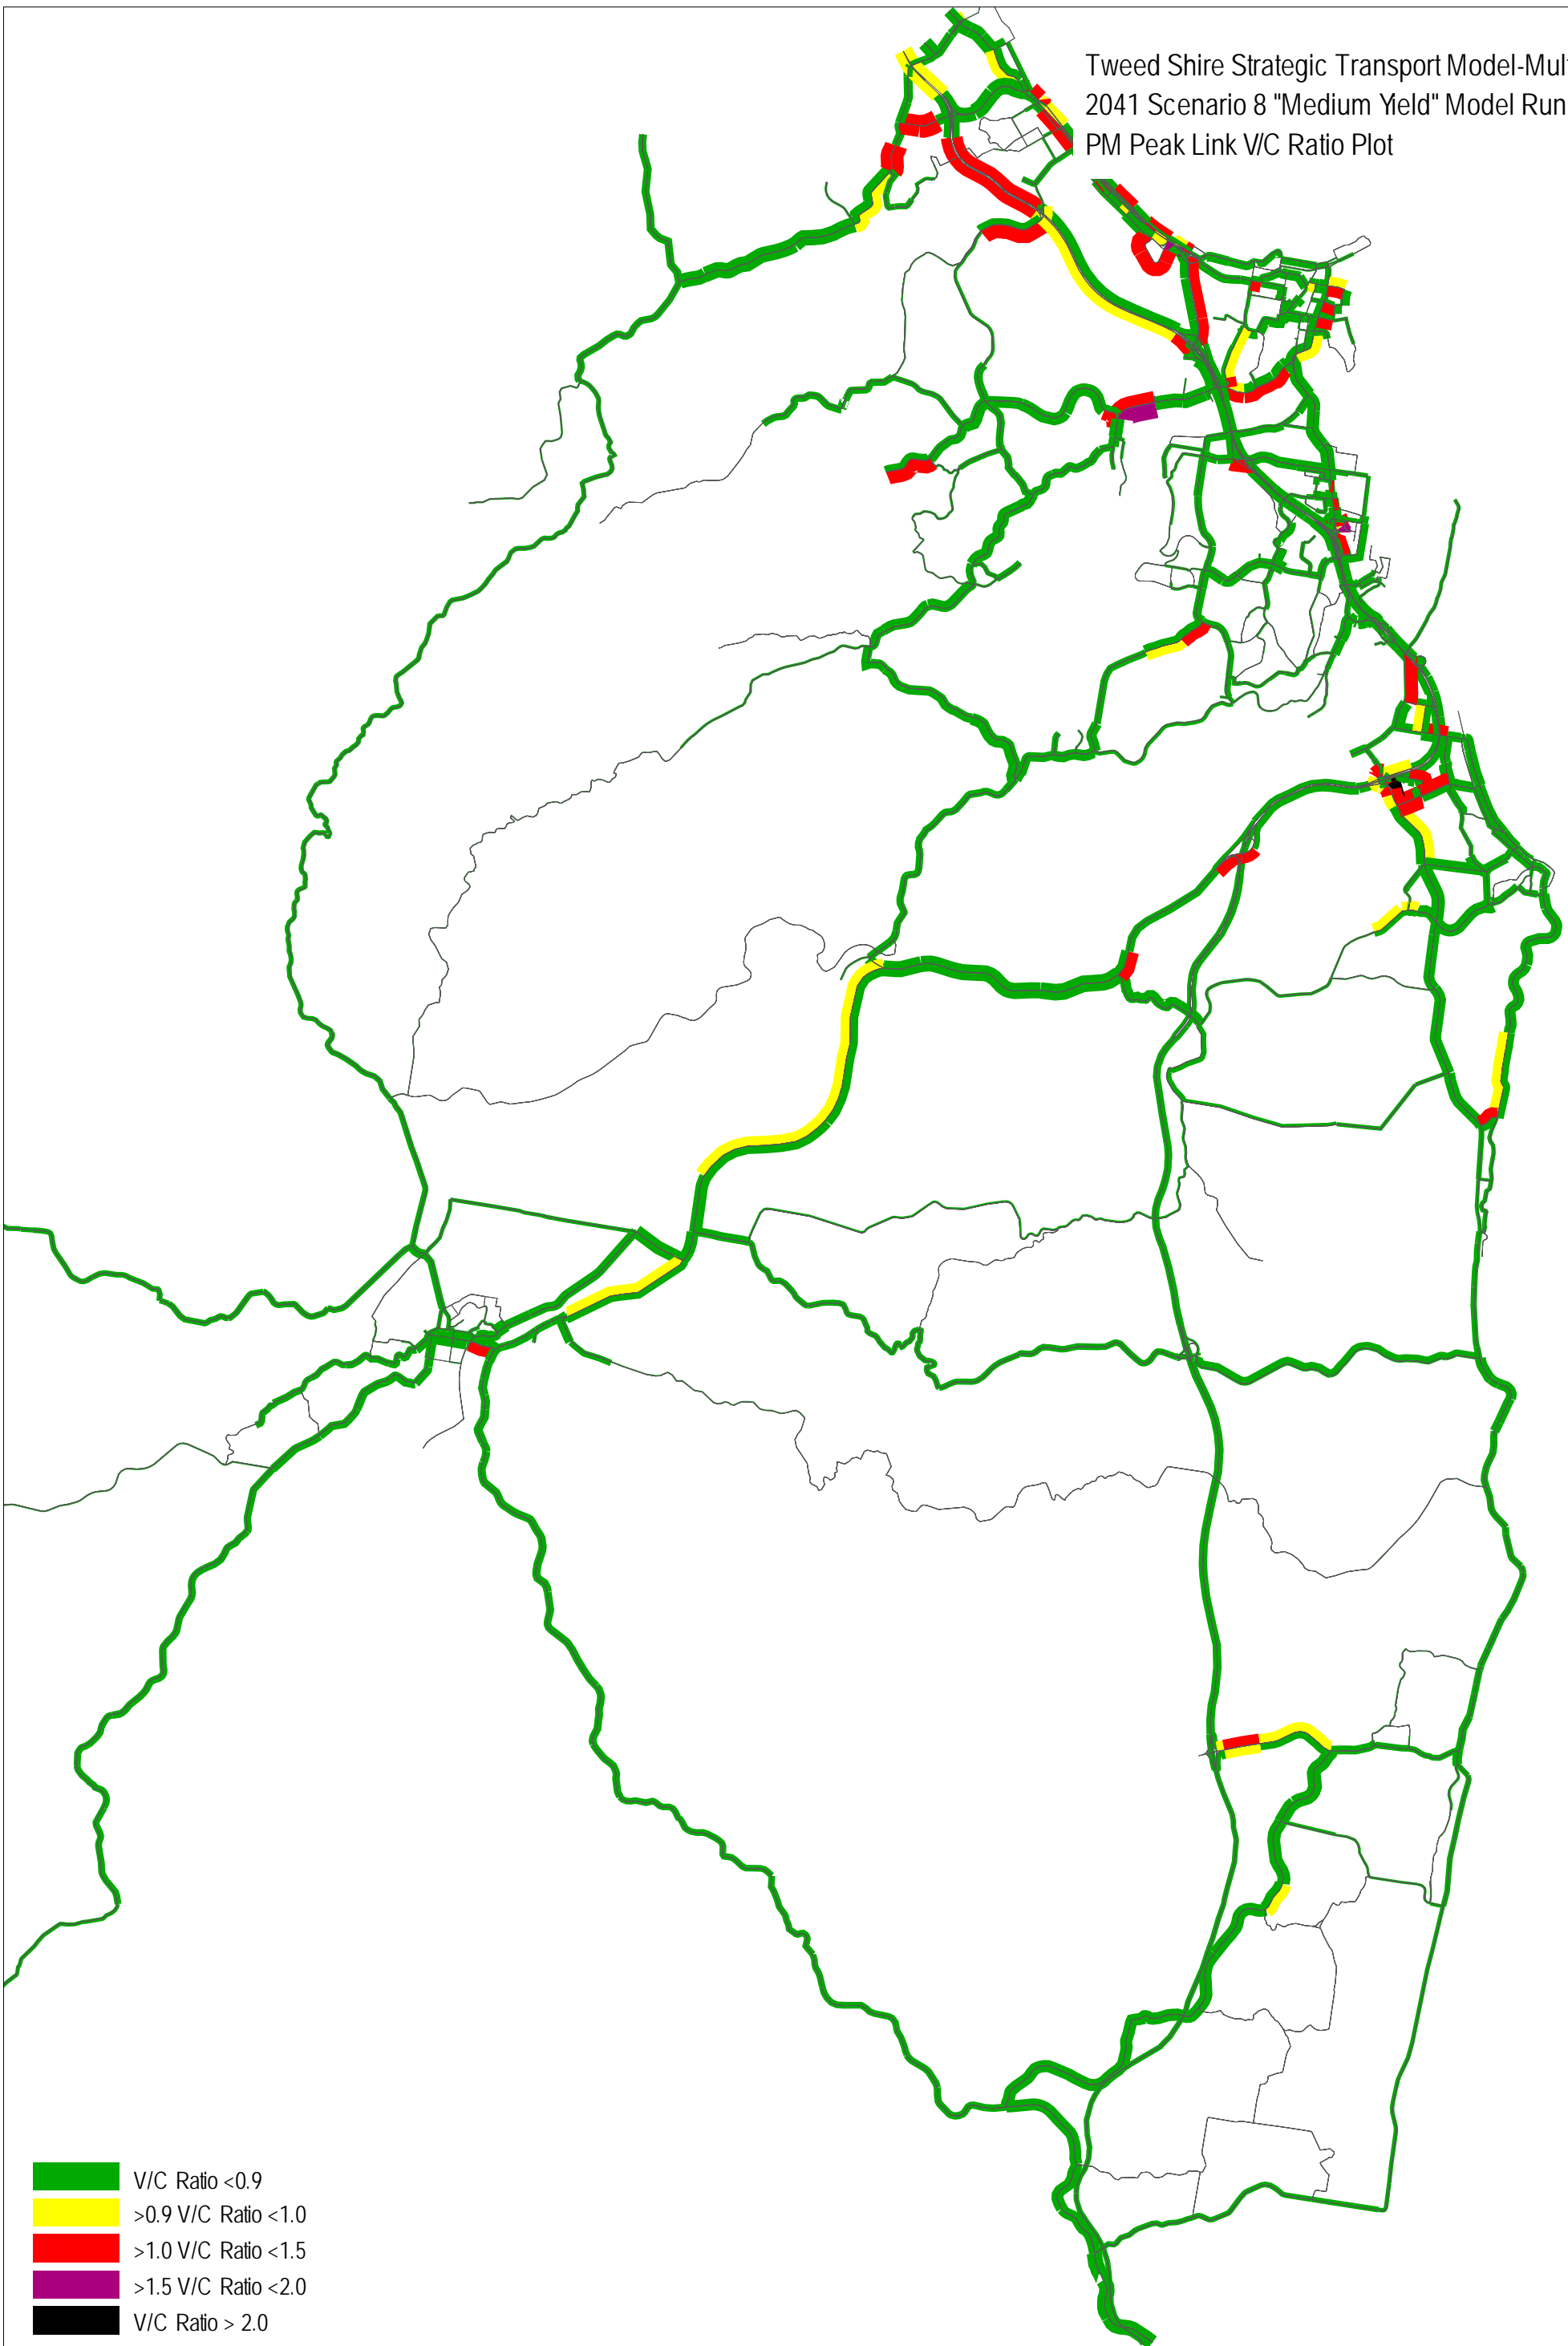 Tweed Shire Strategic Transport Model-Mul
2041 Scenario 8 "Medium Yield" Model Run
PM Peak Link V/C Ratio Plot
V/C Ratio <0.9
>0.9 V/C Ratio <1.0
>1.0 V/C Ratio <1.5
>1.5 V/C Ratio <2.0
V/C Ratio > 2.0